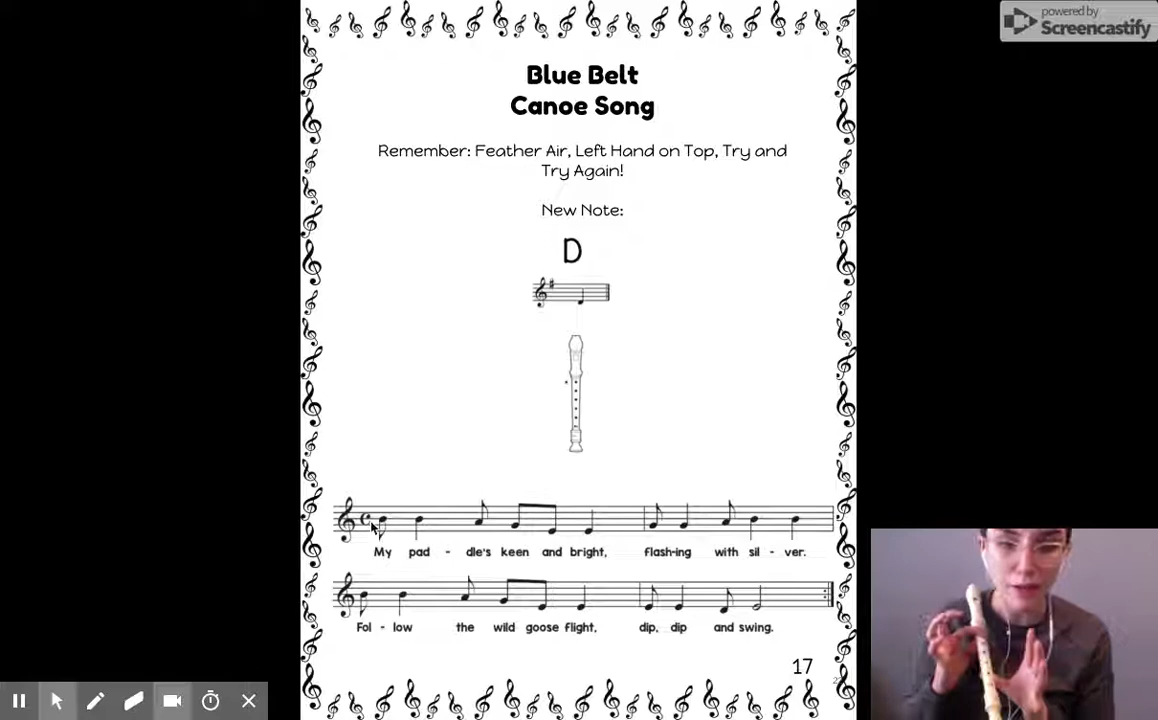 powered by
Screencastify
Blue Belt
Canoe Song
Remember: Feather Air, Left Hand on Top, Try and
Try Again!
New Note:
D
My pad - dle's keen and bright, flash-ing with sil - ver.
Fol - low the wild goose flight, dip, dip and swing.
17